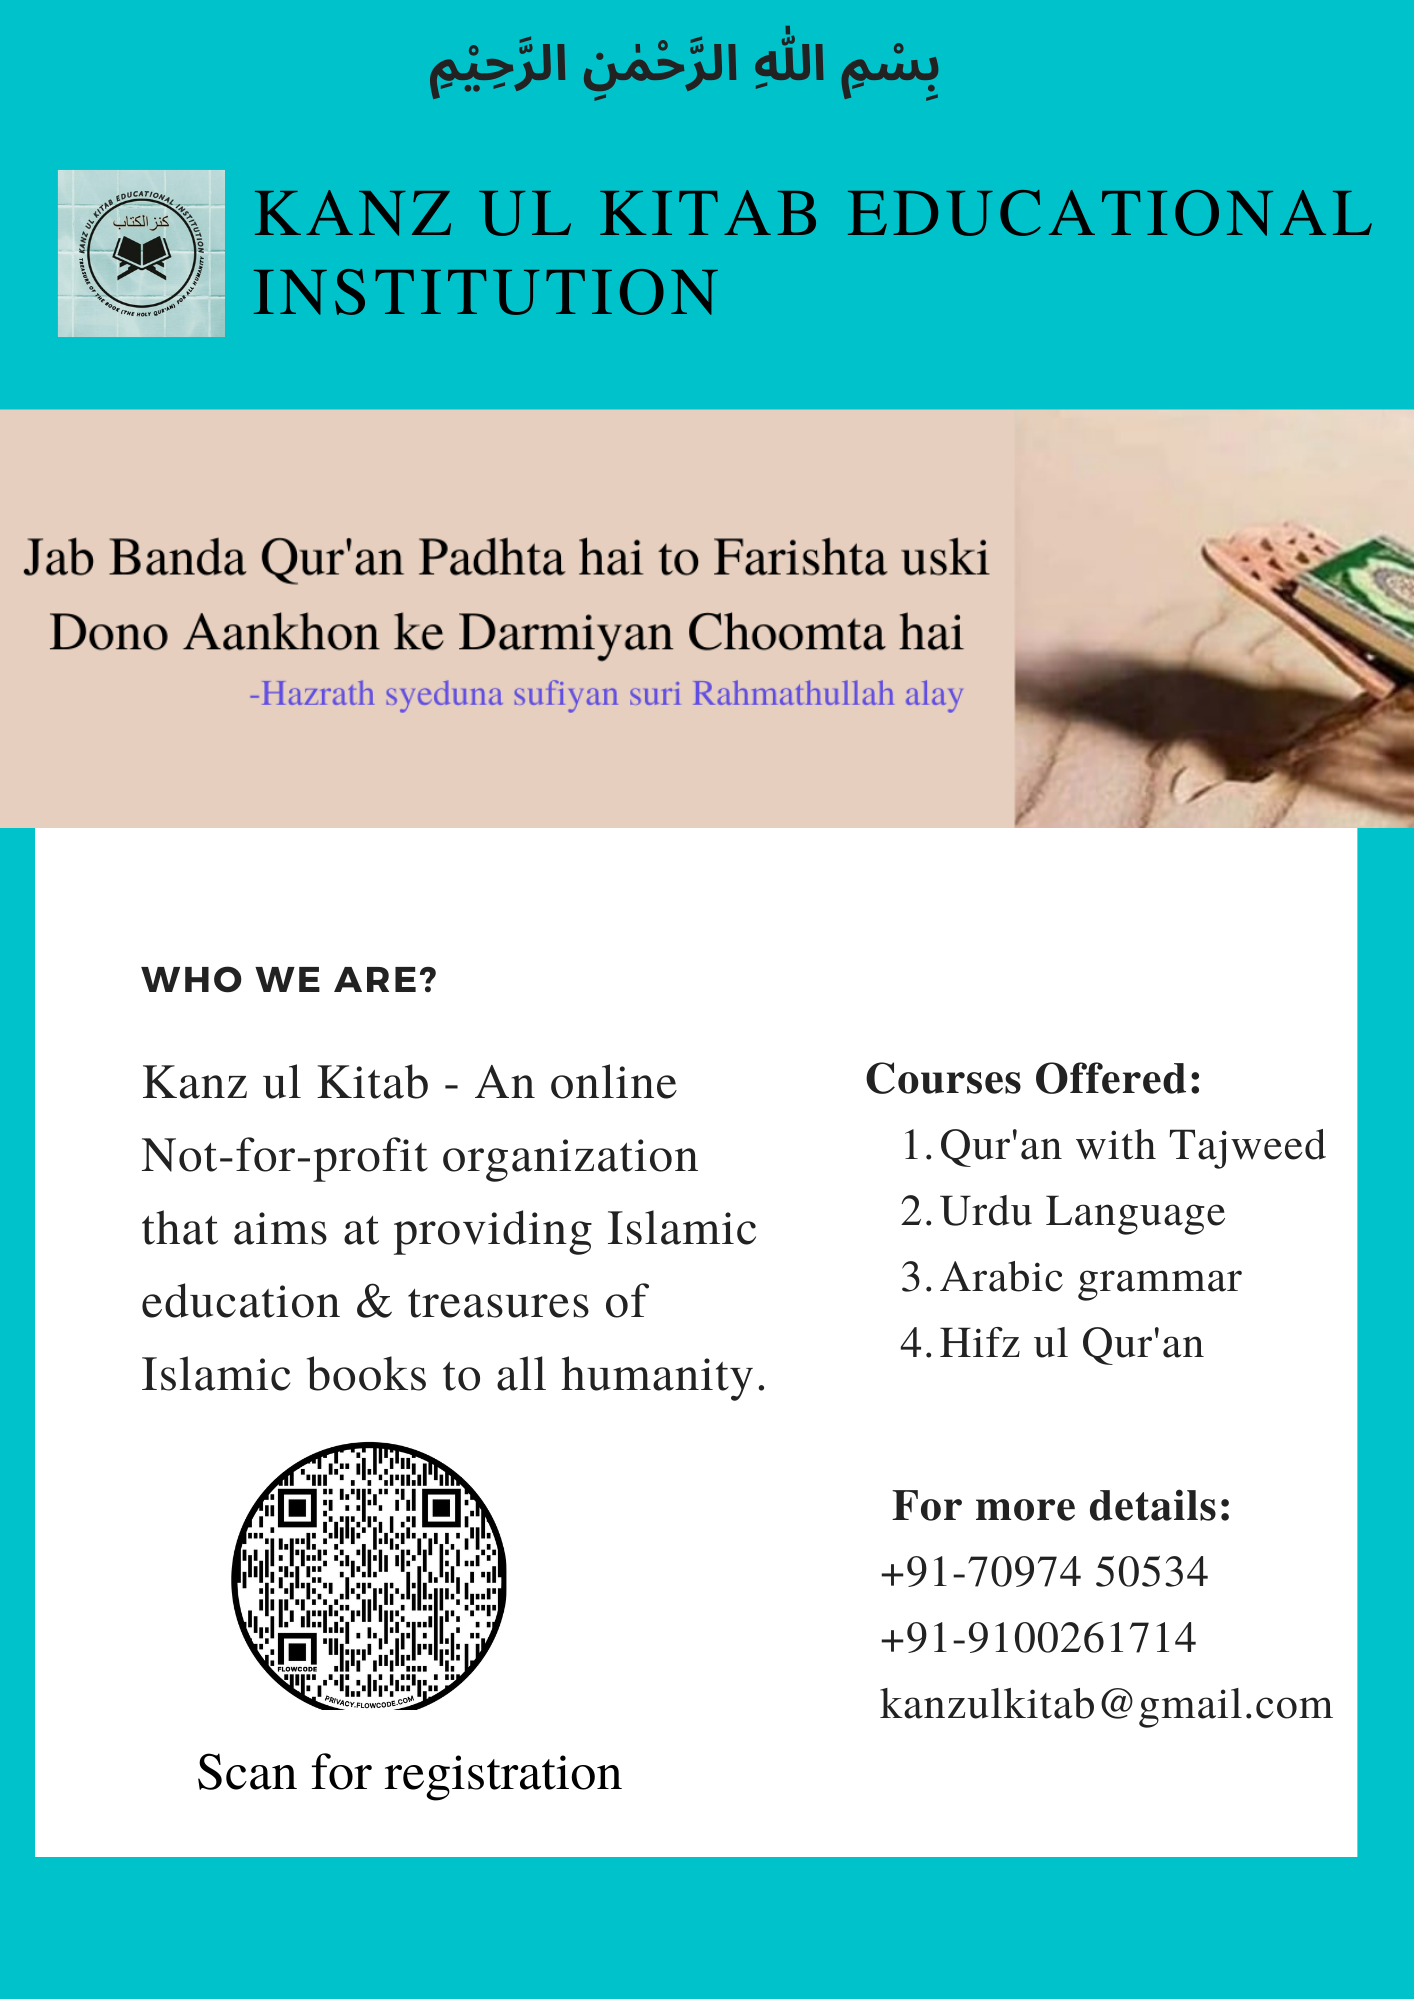 بِسْمِ اللّٰهِ الرَّحْمٰنِ الرَّحِيْمِ
KANZ UL KITAB EDUCATIONAL INSTITUTION
كنز الكتاب
TREASURE OF THE BOOK (THE HOLY QUR'AN) FOR ALL HUMANITY
KANZ UL KITAB EDUCATIONAL
INSTITUTION
Jab Banda Qur'an Padhta hai to Farishta uski
Dono Aankhon ke Darmiyan Choomta hai
-Hazrath syeduna sufiyan suri Rahmathullah alay
WHO WE ARE?
Kanz ul Kitab - An online
Not-for-profit organization
that aims at providing Islamic
education & treasures of
Islamic books to all humanity.
Courses Offered:
1. Qur'an with Tajweed
2. Urdu Language
3. Arabic grammar
4. Hifz ul Qur'an
FLOWCODE
PRIVACY.FLOWCODE.COM
Scan for registration
For more details:
+91-70974 50534
+91-9100261714
kanzulkitab@gmail.com